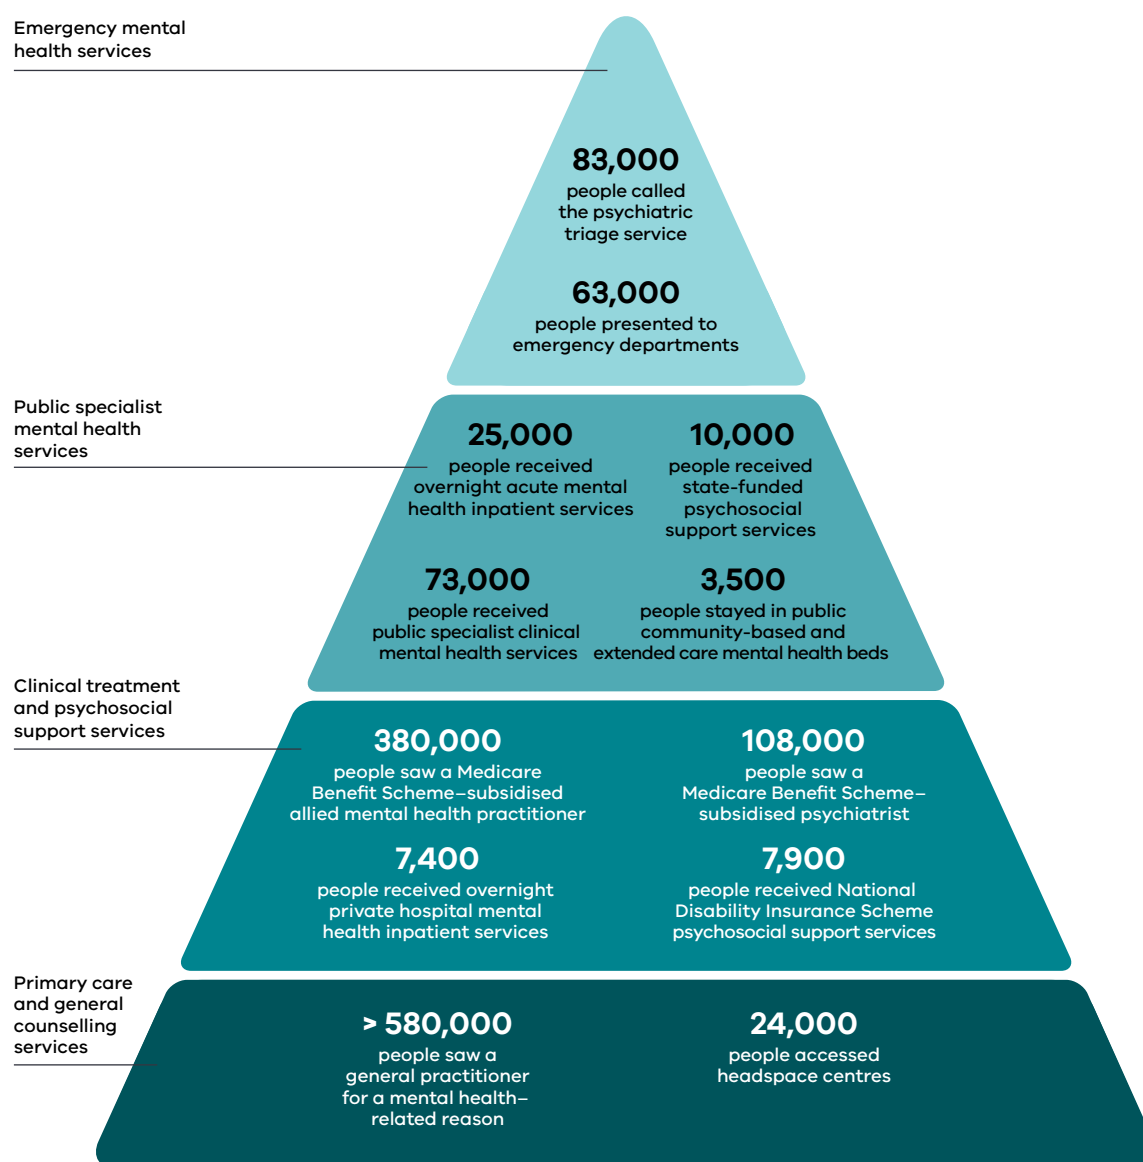 Emergency mental
health services
83,000
people called
the psychiatric
triage service
63,000
people presented to
emergency departments
Public specialist
mental health
services
25,000
people received
overnight acute mental
health inpatient services
10,000
people received
state-funded
psychosocial
support services
73,000
people received
public specialist clinical
mental health services
3,500
people stayed in public
community-based and
extended care mental health beds
Clinical treatment
and psychosocial
support services
380,000
people saw a Medicare
Benefit Scheme–subsidised
allied mental health practitioner
108,000
people saw a
Medicare Benefit Scheme–
subsidised psychiatrist
7,400
people received overnight
private hospital mental
health inpatient services
7,900
people received National
Disability Insurance Scheme
psychosocial support services
Primary care
and general
counselling
services
> 580,000
people saw a
general practitioner
for a mental health–
related reason
24,000
people accessed
headspace centres